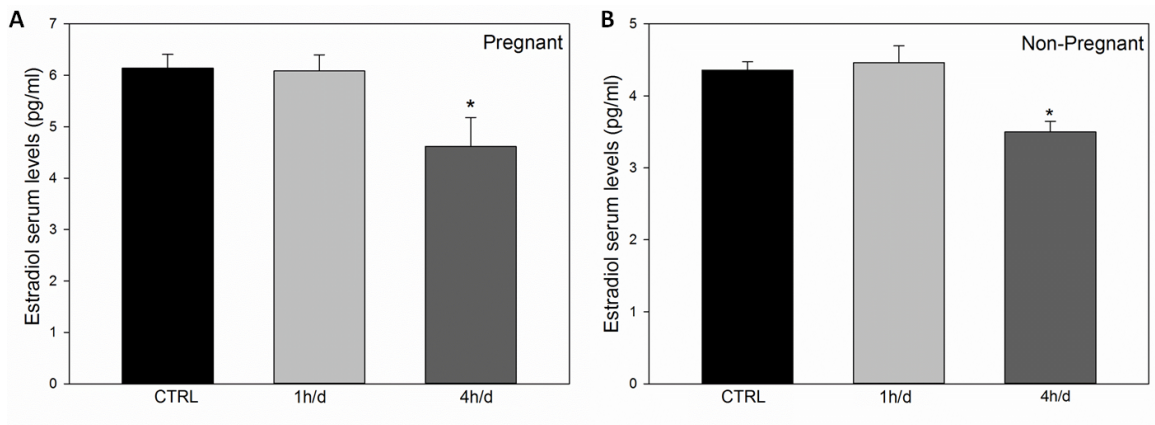 A
Pregnant
Estradiol serum levels (pg/ml)
7
6
5
4
3
2
1
0
*
CTRL
1h/d
4h/d
B
Non-Pregnant
Estradiol serum levels (pg/ml)
5
4
3
2
1
0
*
CTRL
1h/d
4h/d